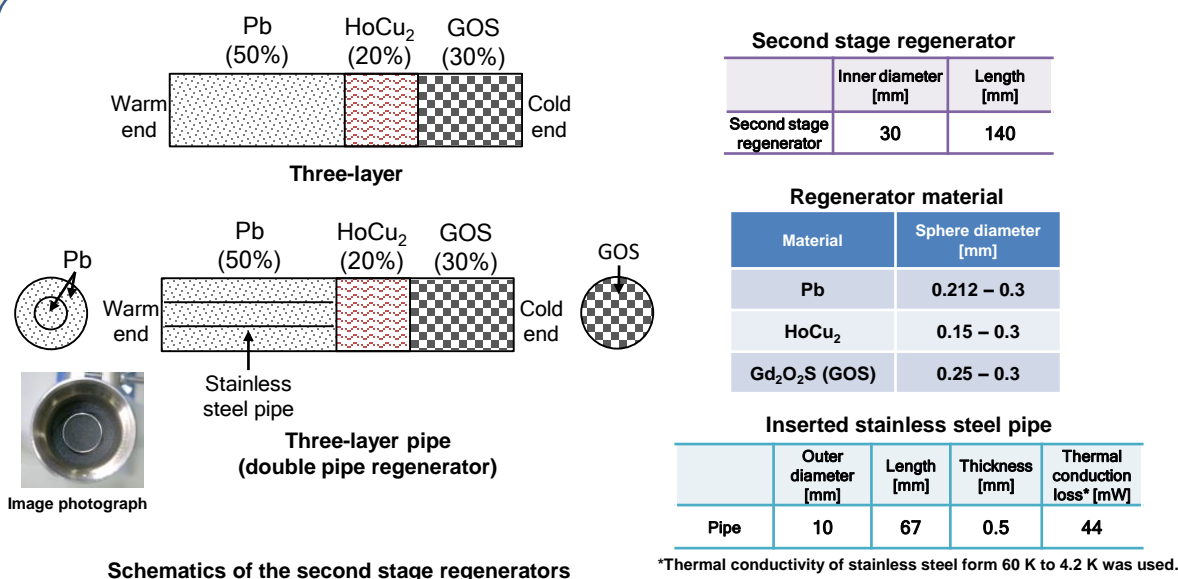 Pb HoCu₂ GOS
(50%) (20%) (30%)
Warm end
Cold end
Three-layer
Pb HoCu₂ GOS
(50%) (20%) (30%)
Pb
Warm end
Cold end
GOS
Stainless
steel pipe
Three-layer pipe
(double pipe regenerator)
Image photograph
Schematics of the second stage regenerators
Second stage regenerator
Inner diameter [mm] Length [mm]
Second stage regenerator 30 140
Regenerator material
Material Sphere diameter [mm]
Pb 0.212 – 0.3
HoCu₂ 0.15 – 0.3
Gd₂O₂S (GOS) 0.25 – 0.3
Inserted stainless steel pipe
Outer diameter [mm] Length [mm] Thickness [mm] Thermal conduction loss* [mW]
Pipe 10 67 0.5 44
*Thermal conductivity of stainless steel form 60 K to 4.2 K was used.